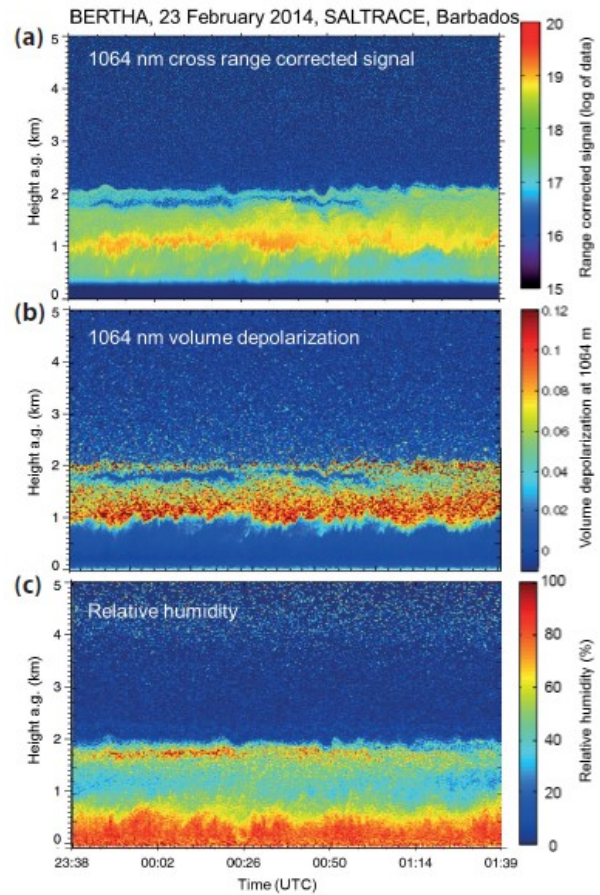 BERTHA, 23 February 2014, SALTRACE, Barbados
(a)
1064 nm cross range corrected signal
Height a.g. (km)
5
4
3
2
1
0
20
19
18
17
16
15
Range corrected signal (log of data)
(b)
1064 nm volume depolarization
Height a.g. (km)
5
4
3
2
1
0
0.12
0.10
0.08
0.06
0.04
0.02
0
Volume depolarization at 1064 m
(c)
Relative humidity
Height a.g. (km)
5
4
3
2
1
0
100
80
60
40
20
0
Relative humidity (%)
23:38 00:02 00:26 00:50 01:14 01:39
Time (UTC)